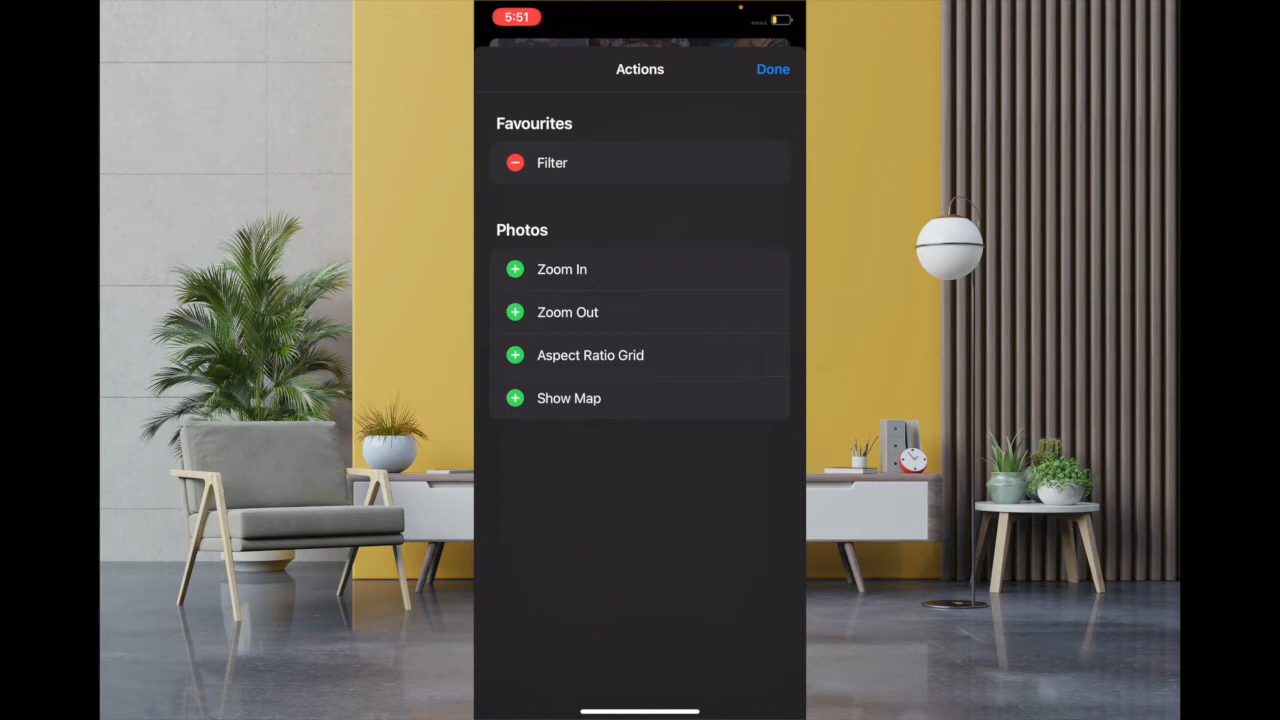 5:51
Actions
Done
Favourites
Filter
Photos
Zoom In
Zoom Out
Aspect Ratio Grid
Show Map